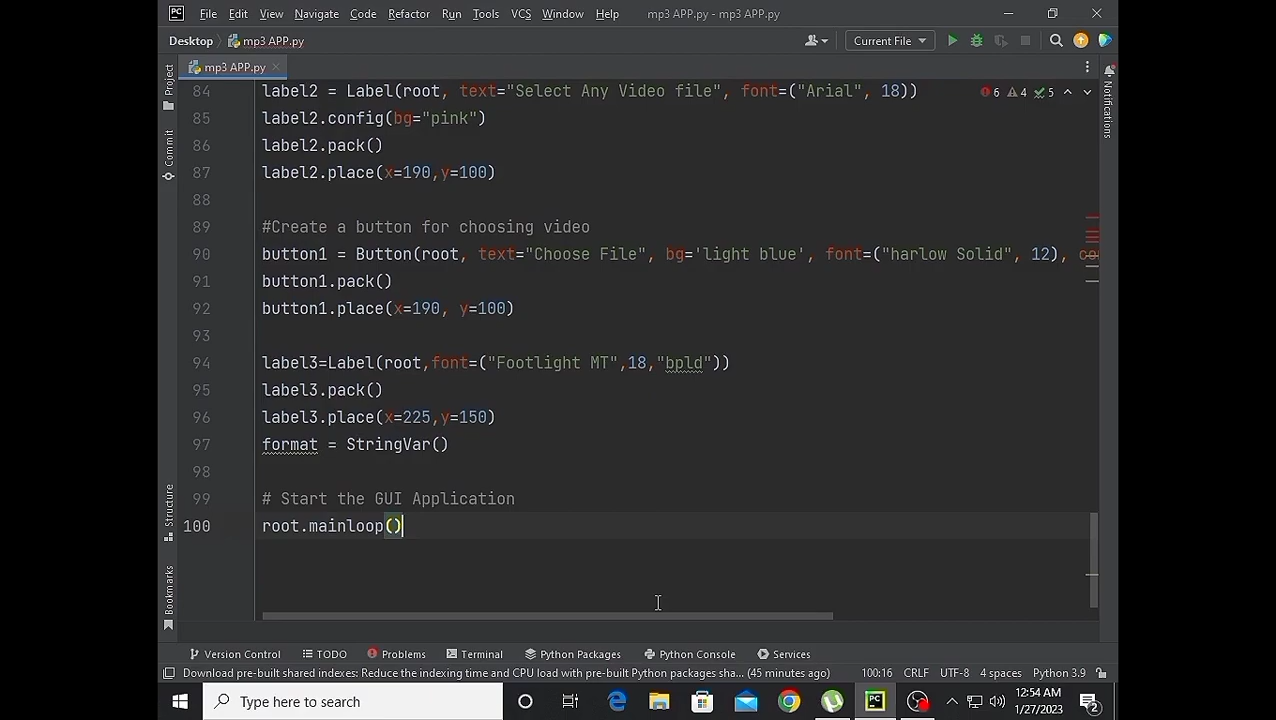 PC File Edit View Navigate Code Refactor Run Tools VCS Window Help mp3 APP.py - mp3 APP.py
Desktop mp3 APP.py Current File
mp3 APP.py
Project
Commit
Structure
Bookmarks
Notifications
6 4 5
84 label2 = Label(root, text="Select Any Video file", font=("Arial", 18))
85 label2.config(bg="pink")
86 label2.pack()
87 label2.place(x=190,y=100)
88
89 #Create a button for choosing video
90 button1 = Button(root, text="Choose File", bg='light blue', font=("harlow Solid", 12), co
91 button1.pack()
92 button1.place(x=190, y=100)
93
94 label3=Label(root,font=("Footlight MT",18,"bpld"))
95 label3.pack()
96 label3.place(x=225,y=150)
97 format = StringVar()
98
99 # Start the GUI Application
100 root.mainloop()
Version Control TODO Problems Terminal Python Packages Python Console Services
Download pre-built shared indexes: Reduce the indexing time and CPU load with pre-built Python packages sha... (45 minutes ago) 100:16 CRLF UTF-8 4 spaces Python 3.9
Type here to search
PC
12:54 AM
1/27/2023
2